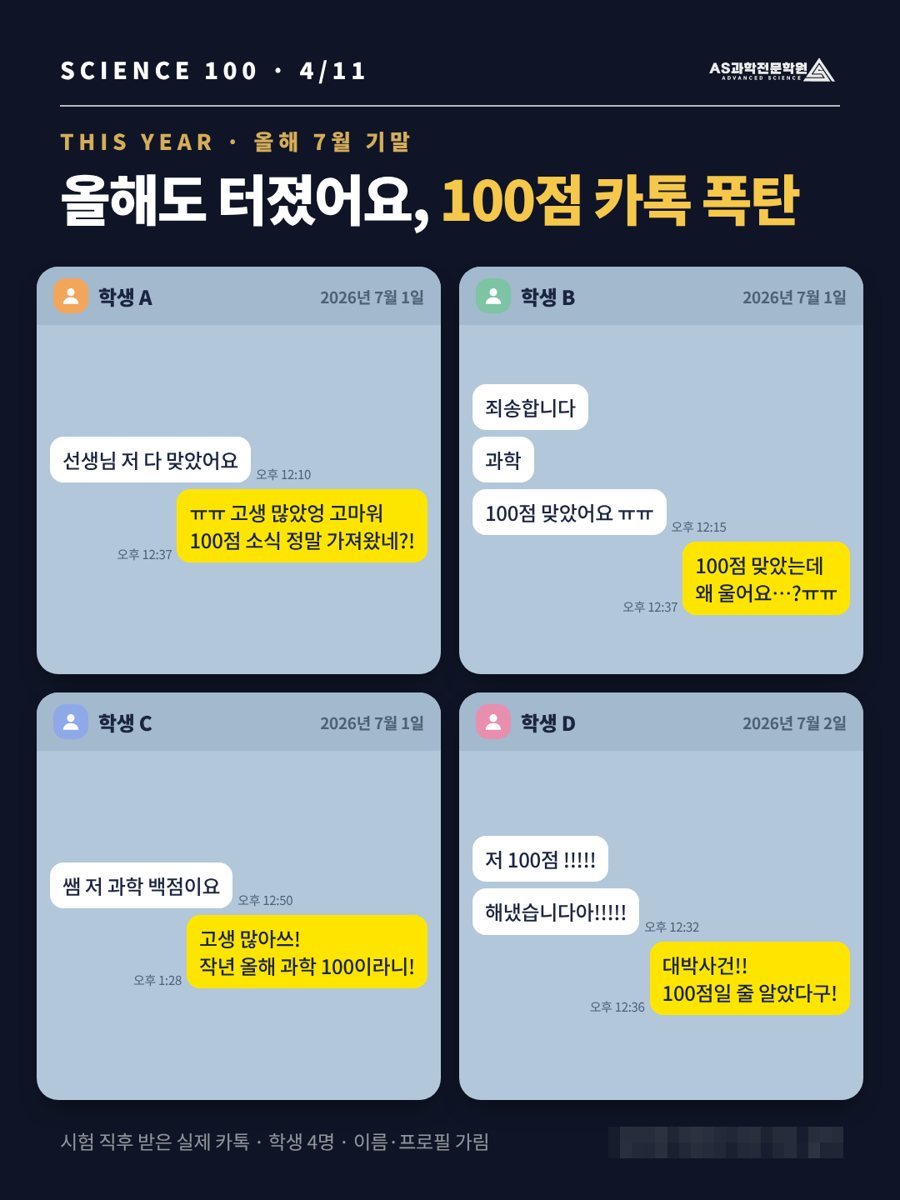 SCIENCE 100 · 4/11
AS과학전문학원
ADVANCED SCIENCE
THIS YEAR · 올해 7월 기말
올해도 터졌어요, 100점 카톡 폭탄
학생 A
2026년 7월 1일
선생님 저 다 맞았어요
오후 12:10
ㅠㅠ 고생 많았엉 고마워
100점 소식 정말 가져왔네?!
오후 12:37
학생 B
2026년 7월 1일
죄송합니다
과학
100점 맞았어요 ㅠㅠ
오후 12:15
100점 맞았는데
왜 울어요…?ㅠㅠ
오후 12:37
학생 C
2026년 7월 1일
쌤 저 과학 백점이요
오후 12:50
고생 많아쓰!
작년 올해 과학 100이라니!
오후 1:28
학생 D
2026년 7월 2일
저 100점 !!!!!
해냈습니다아!!!!!
오후 12:32
대박사건!!
100점일 줄 알았다구!
오후 12:36
시험 직후 받은 실제 카톡 · 학생 4명 · 이름·프로필 가림